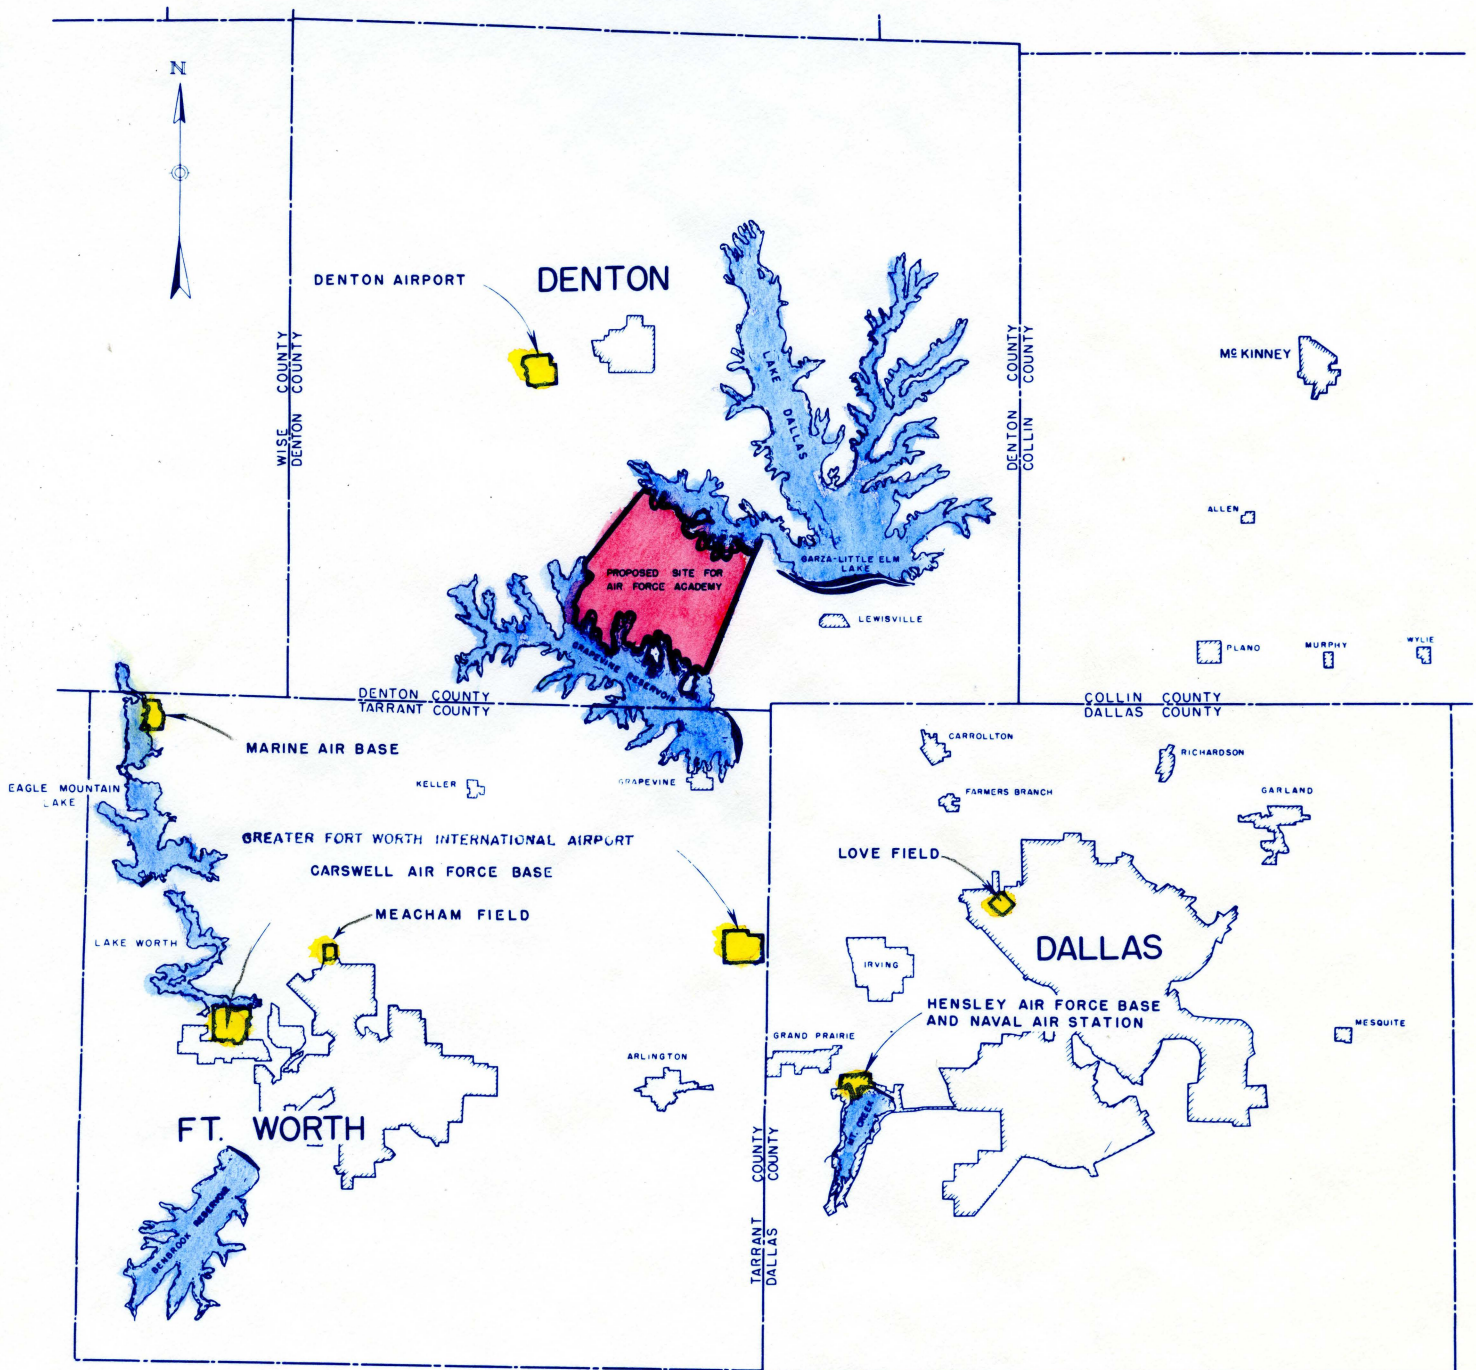 N
DENTON AIRPORT
DENTON
WISE COUNTY
DENTON COUNTY
LAKE DALLAS
DENTON COUNTY
COLLIN COUNTY
McKINNEY
ALLEN
PROPOSED SITE FOR
AIR FORCE ACADEMY
GARZA-LITTLE ELM
LAKE
LEWISVILLE
PLANO
MURPHY
WYLIE
GRAPEVINE RESERVOIR
DENTON COUNTY
TARRANT COUNTY
COLLIN COUNTY
DALLAS COUNTY
MARINE AIR BASE
EAGLE MOUNTAIN
LAKE
KELLER
GRAPEVINE
CARROLLTON
RICHARDSON
FARMERS BRANCH
GARLAND
GREATER FORT WORTH INTERNATIONAL AIRPORT
CARSWELL AIR FORCE BASE
MEACHAM FIELD
LOVE FIELD
LAKE WORTH
IRVING
DALLAS
HENSLEY AIR FORCE BASE
AND NAVAL AIR STATION
GRAND PRAIRIE
MESQUITE
ARLINGTON
MT. CREEK
FT. WORTH
TARRANT COUNTY
DALLAS COUNTY
BENBROOK RESERVOIR